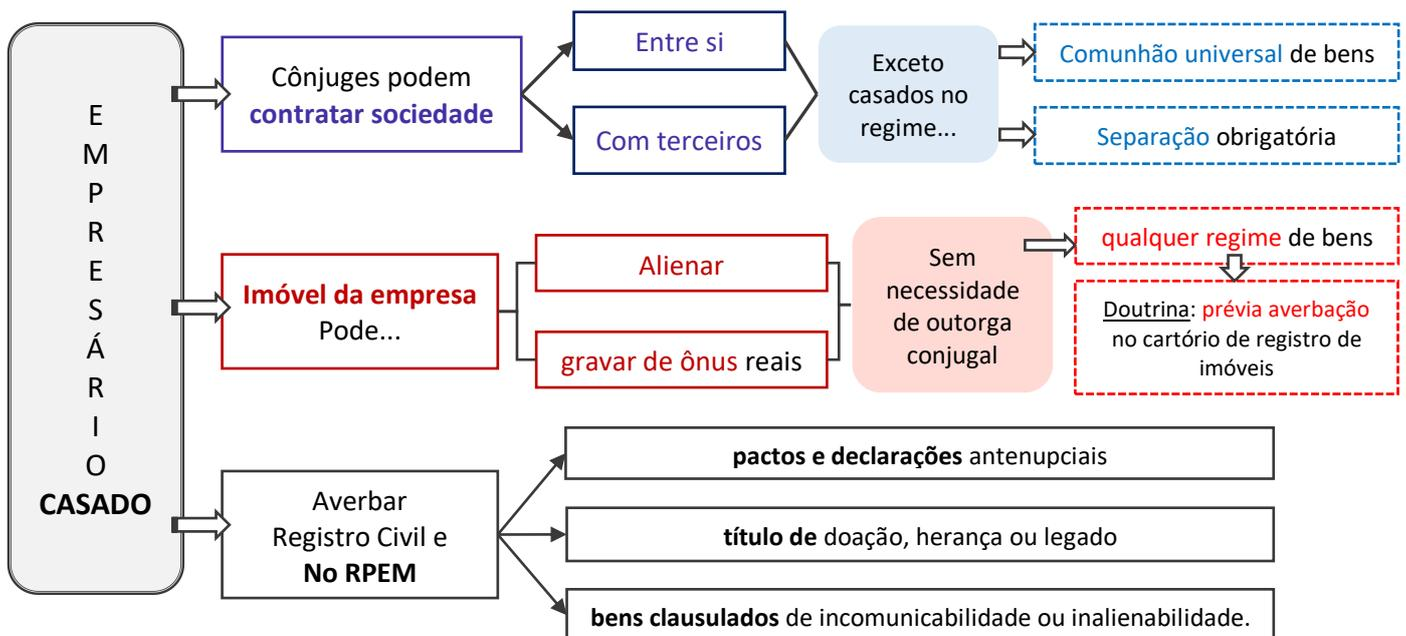 E
M
P
R
E
S
Á
R
I
O
CASADO
Cônjuges podem
contratar sociedade
Entre si
Com terceiros
Exceto
casados no
regime...
Comunhão universal de bens
Separação obrigatória
Imóvel da empresa
Pode...
Alienar
gravar de ônus reais
Sem
necessidade
de outorga
conjugal
qualquer regime de bens
Doutrina: prévia averbação
no cartório de registro de
imóveis
Averbar
Registro Civil e
No RPEM
pactos e declarações antenupciais
título de doação, herança ou legado
bens clausulados de incomunicabilidade ou inalienabilidade.